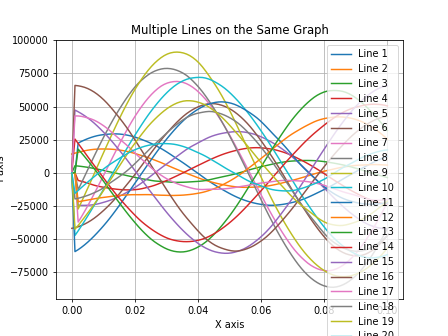 Multiple Lines on the Same Graph
100000
75000
50000
25000
0
−25000
−50000
−75000
0.00
0.02
0.04
0.06
0.08
X axis
Line 1
Line 2
Line 3
Line 4
Line 5
Line 6
Line 7
Line 8
Line 9
Line 10
Line 11
Line 12
Line 13
Line 14
Line 15
Line 16
Line 17
Line 18
Line 19